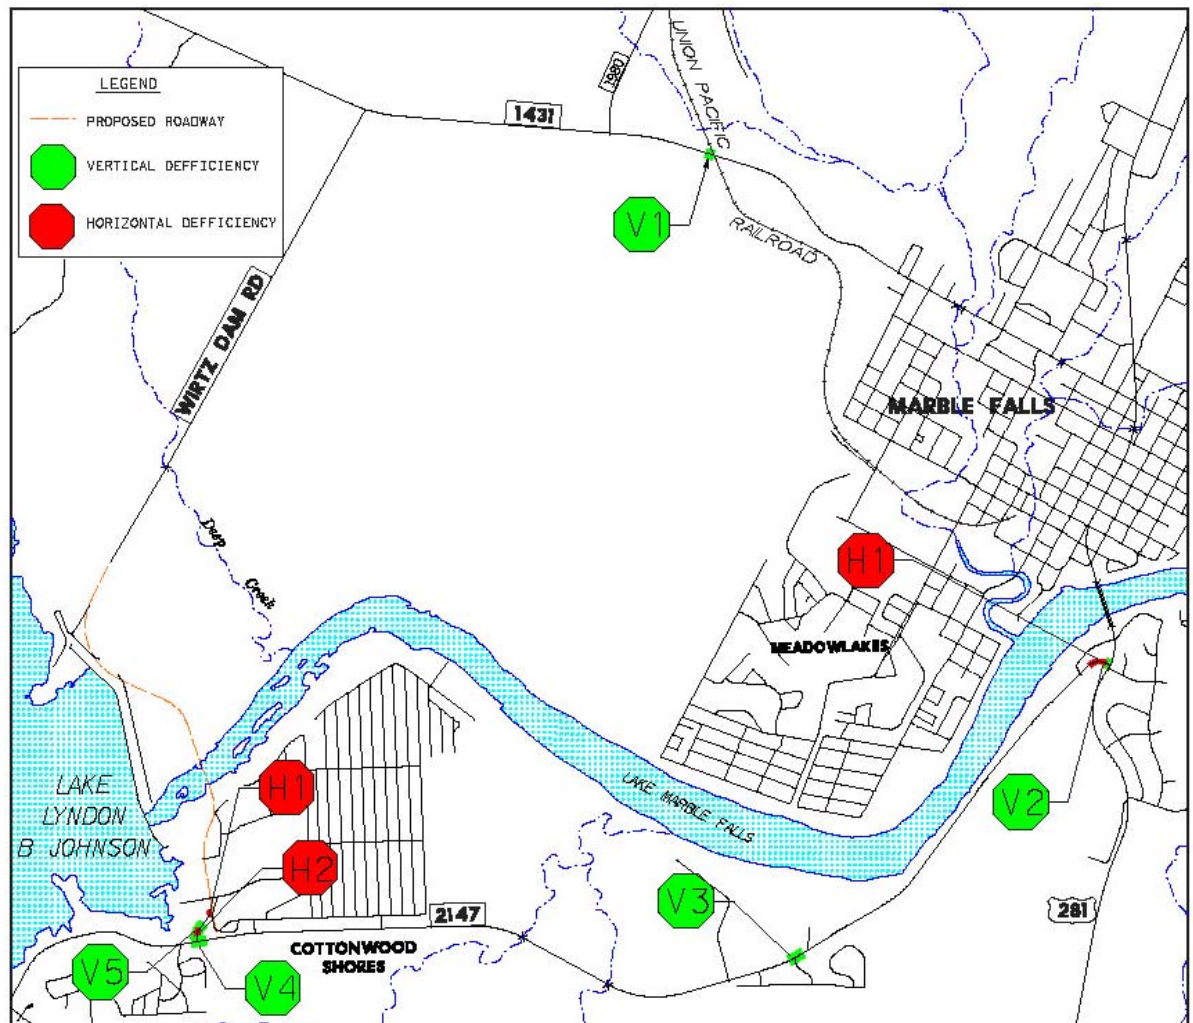 LEGEND
PROPOSED ROADWAY
VERTICAL DEFFICIENCY
HORIZONTAL DEFFICIENCY
1980
UNION PACIFIC
1431
V1
RAILROAD
WIRTZ DAM RD
MARBLE FALLS
Deep
Creek
H1
MEADOWLAKES
LAKE
LYNDON
B JOHNSON
H1
LAKE MARBLE FALLS
V2
H2
V3
2147
281
COTTONWOOD
SHORES
V5
V4